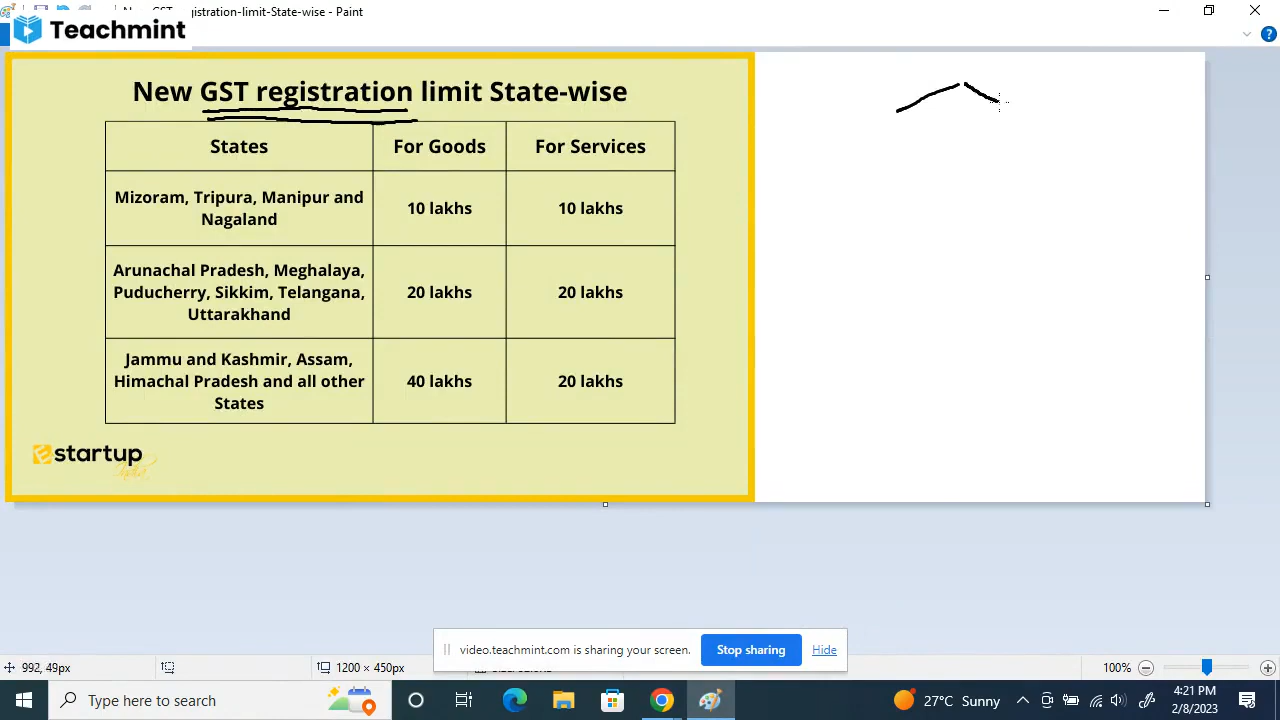 istration-limit-State-wise - Paint
Teachmint
New GST registration limit State-wise
States For Goods For Services
Mizoram, Tripura, Manipur and
Nagaland
10 lakhs 10 lakhs
Arunachal Pradesh, Meghalaya,
Puducherry, Sikkim, Telangana,
Uttarakhand
20 lakhs 20 lakhs
Jammu and Kashmir, Assam,
Himachal Pradesh and all other
States
40 lakhs 20 lakhs
startup
video.teachmint.com is sharing your screen. Stop sharing Hide
992, 49px 1200 × 450px 100%
Type here to search
27°C Sunny
4:21 PM
2/8/2023